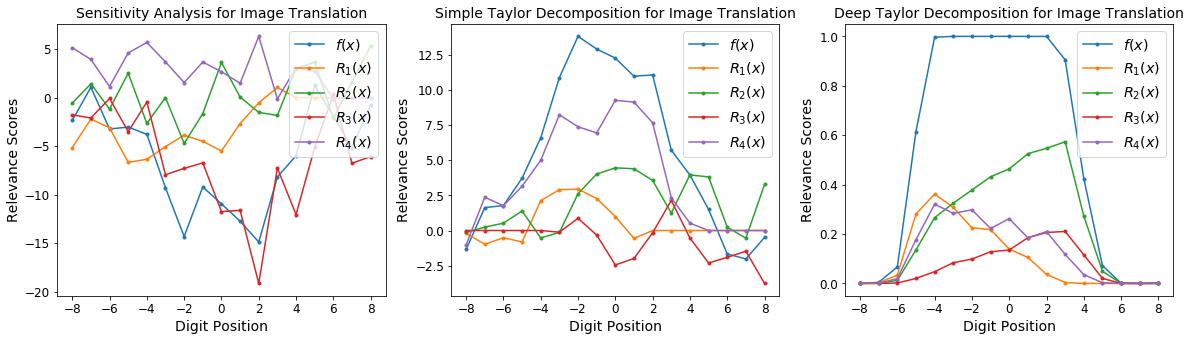 Sensitivity Analysis for Image Translation
Relevance Scores
5
0
−5
−10
−15
−20
−8 −6 −4 −2 0 2 4 6 8
Digit Position
f(x)
R₁(x)
R₂(x)
R₃(x)
R₄(x)
Simple Taylor Decomposition for Image Translation
Relevance Scores
12.5
10.0
7.5
5.0
2.5
0.0
−2.5
−8 −6 −4 −2 0 2 4 6 8
Digit Position
f(x)
R₁(x)
R₂(x)
R₃(x)
R₄(x)
Deep Taylor Decomposition for Image Translation
Relevance Scores
1.0
0.8
0.6
0.4
0.2
0.0
−8 −6 −4 −2 0 2 4 6 8
Digit Position
f(x)
R₁(x)
R₂(x)
R₃(x)
R₄(x)